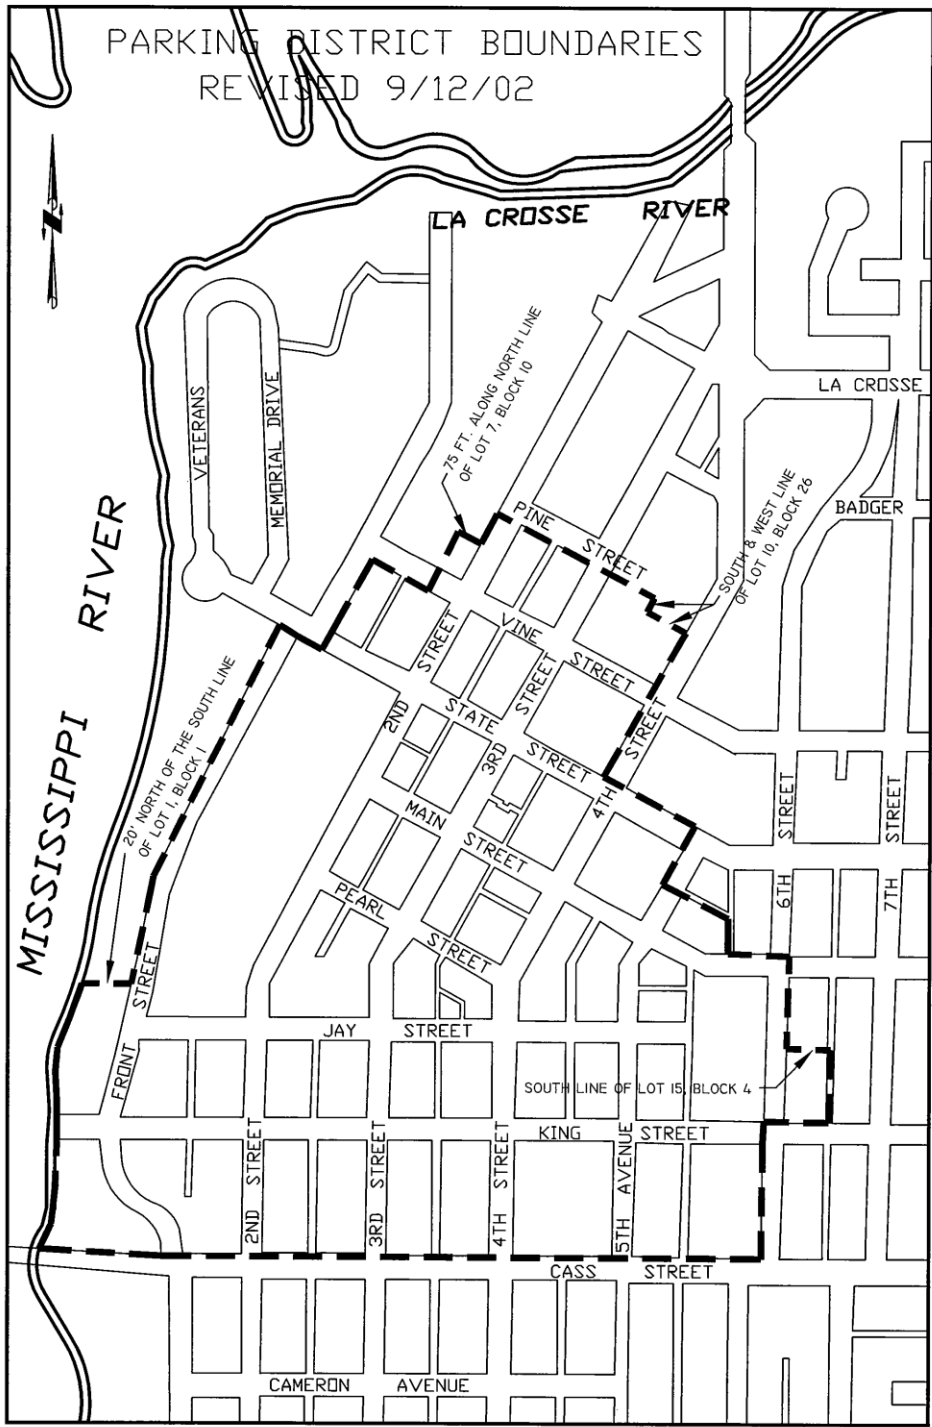 PARKING DISTRICT BOUNDARIES
REVISED 9/12/02
LA CROSSE RIVER
75 FT. ALONG NORTH LINE
OF LOT 7, BLOCK 10
LA CROSSE
VETERANS
MEMORIAL DRIVE
BADGER
SOUTH & WEST LINE
OF LOT 10, BLOCK 26
PINE STREET
MISSISSIPPI RIVER
VINE STREET
STATE STREET
MAIN STREET
PEARL STREET
2ND STREET
3RD STREET
4TH STREET
6TH STREET
7TH STREET
20' NORTH OF THE SOUTH LINE
OF LOT 1, BLOCK 1
FRONT STREET
JAY STREET
SOUTH LINE OF LOT 15, BLOCK 4
KING STREET
2ND STREET
3RD STREET
4TH STREET
5TH AVENUE
CASS STREET
CAMERON AVENUE